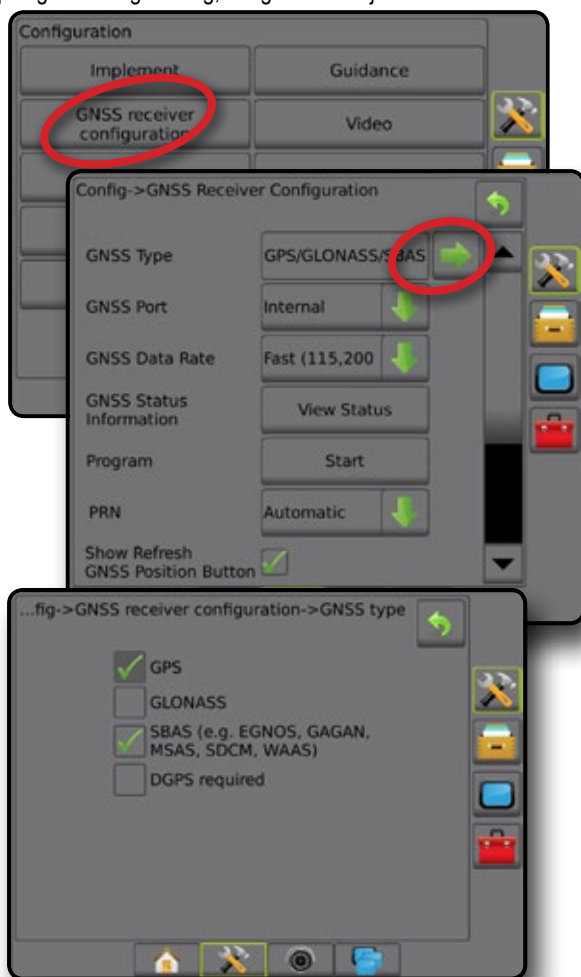 Configuration
Implement
Guidance
GNSS receiver
configuration
Video
Config->GNSS Receiver Configuration
GNSS Type
GPS/GLONASS/SBAS
GNSS Port
Internal
GNSS Data Rate
Fast (115,200
GNSS Status
Information
View Status
Program
Start
PRN
Automatic
Show Refresh
GNSS Position Button
...fig->GNSS receiver configuration->GNSS type
GPS
GLONASS
SBAS (e.g. EGNOS, GAGAN,
MSAS, SDCM, WAAS)
DGPS required